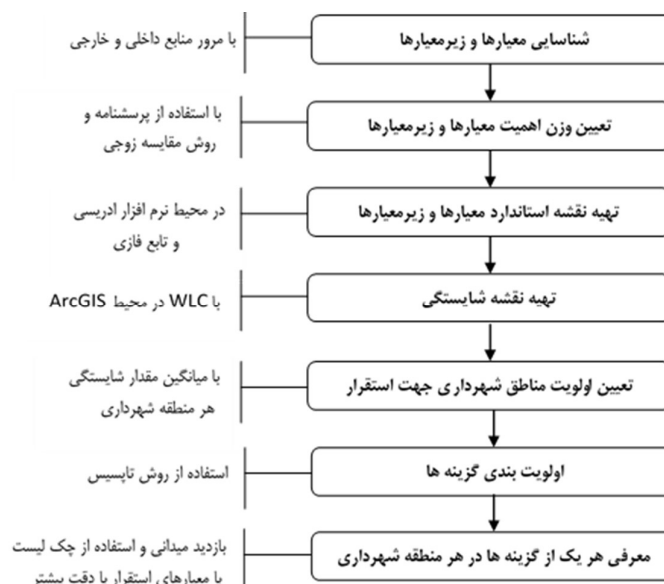 شناسایی معیارها و زیرمعیارها
با مرور منابع داخلی و خارجی
تعیین وزن اهمیت معیارها و زیرمعیارها
با استفاده از پرسشنامه و
روش مقایسه زوجی
تهیه نقشه استاندارد معیارها و زیرمعیارها
در محیط نرم افزار ادریسی
و تابع فازی
تهیه نقشه شایستگی
با WLC در محیط ArcGIS
تعیین اولویت مناطق شهرداری جهت استقرار
با میانگین مقدار شایستگی
هر منطقه شهرداری
اولویت بندی گزینه ها
استفاده از روش تاپسیس
معرفی هر یک از گزینه ها در هر منطقه شهرداری
بازدید میدانی و استفاده از چک لیست
با معیارهای استقرار با دقت بیشتر